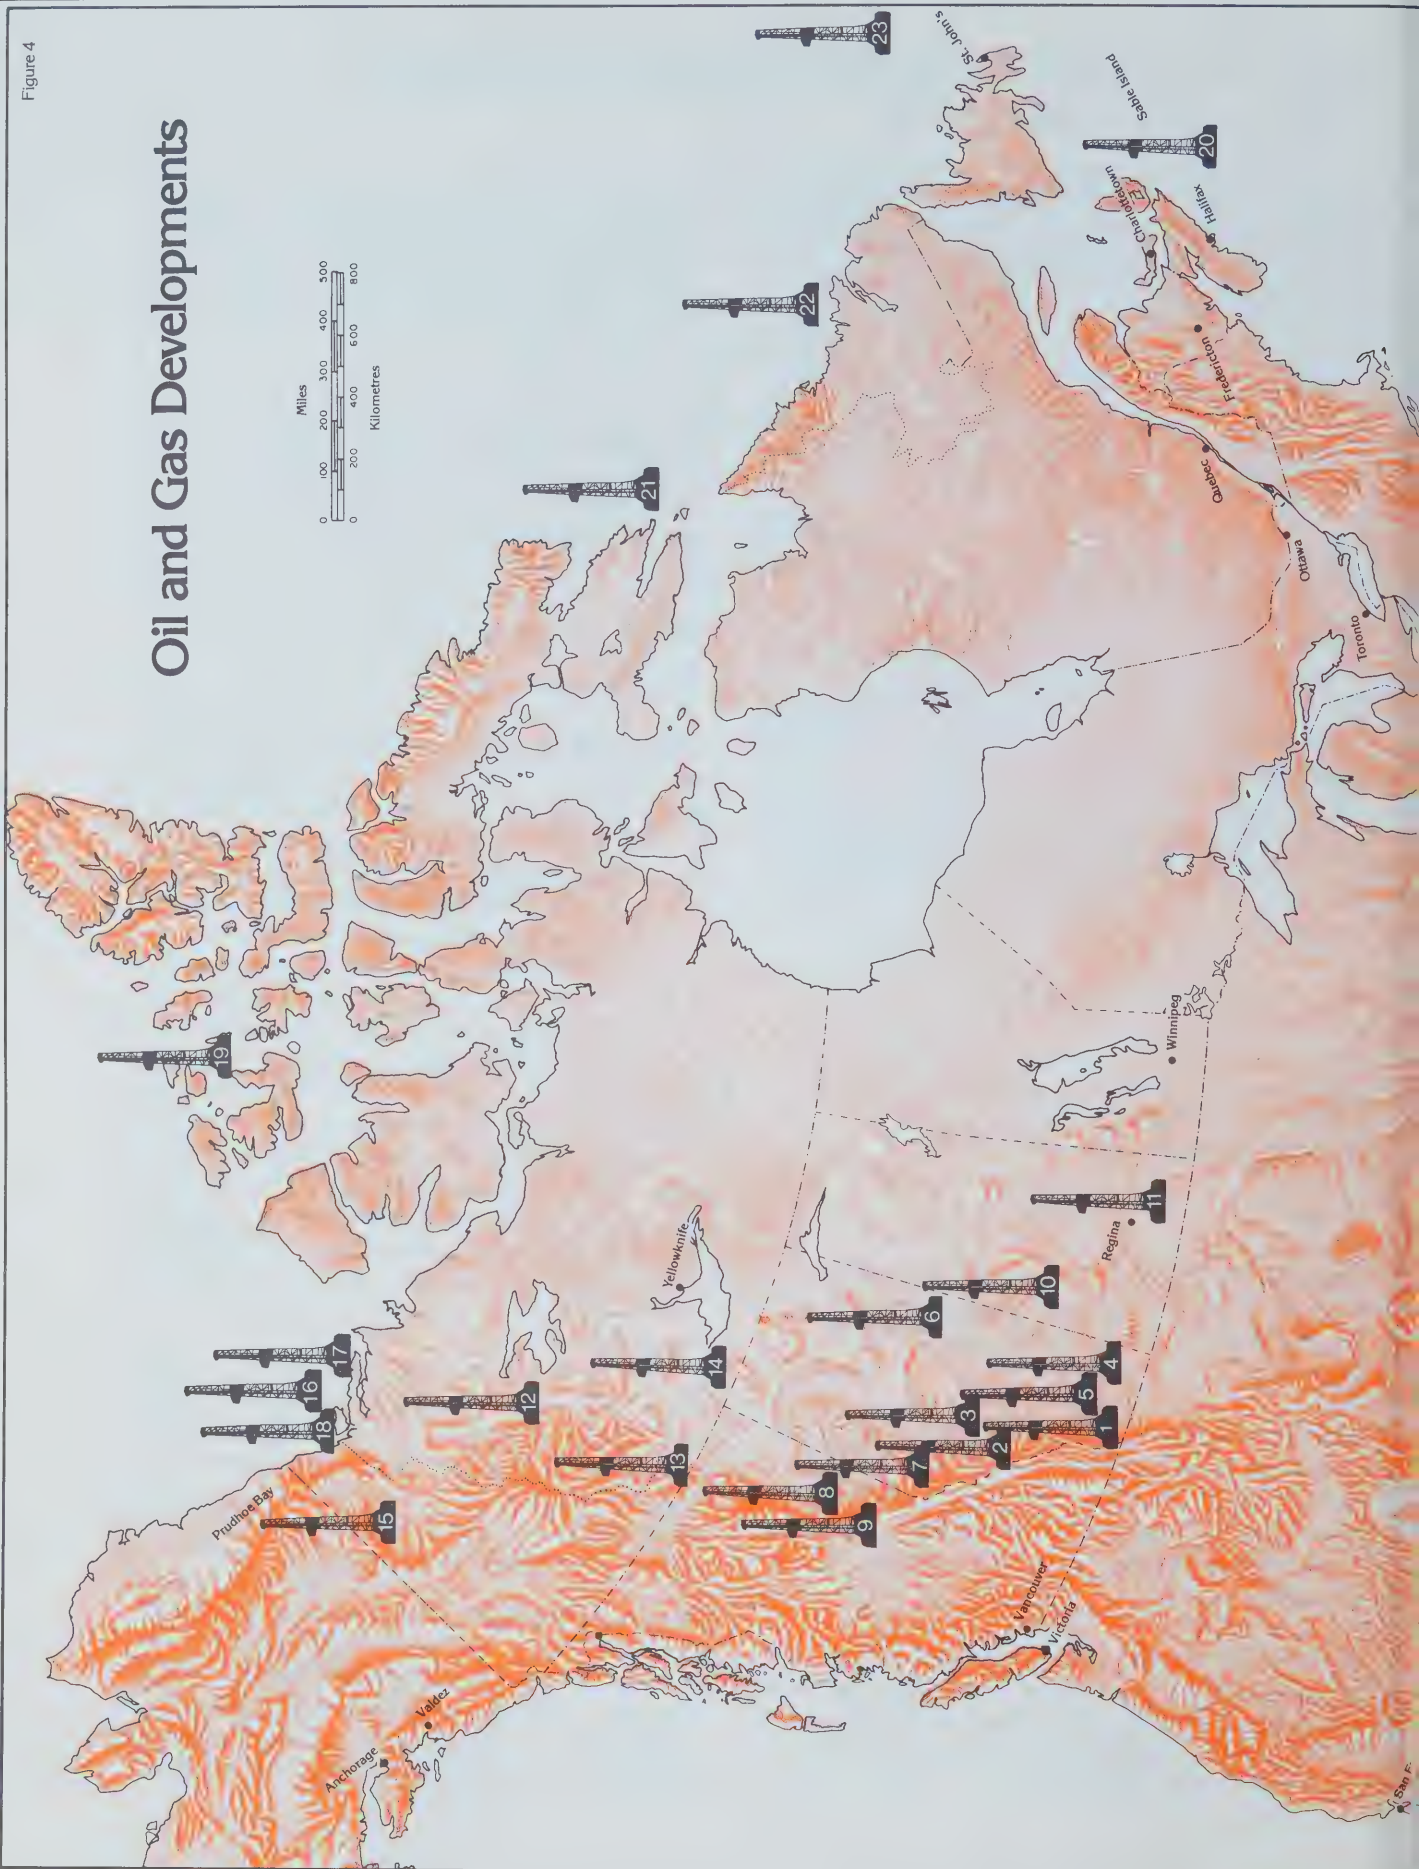 Figure 4
Oil and Gas Developments
Miles
0 100 200 300 400 500
0 200 400 600 800
Kilometres
19
17
16
18
Prudhoe Bay
15
12
14
13
Yellowknife
Anchorage
Valdez
21
22
23
St. John's
Sable Island
20
Charlottetown
Halifax
Fredericton
Quebec
Ottawa
Toronto
Winnipeg
Regina
11
10
6
4
5
3
1
2
7
8
9
Vancouver
Victoria